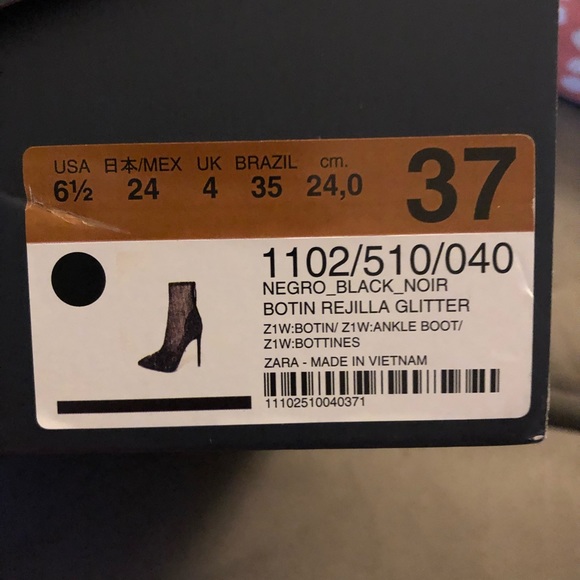 USA 日本/MEX UK BRAZIL cm.
6½ 24 4 35 24,0 37
1102/510/040
NEGRO_BLACK_NOIR
BOTIN REJILLA GLITTER
Z1W:BOTIN/ Z1W:ANKLE BOOT/
Z1W:BOTTINES
ZARA - MADE IN VIETNAM
11102510040371